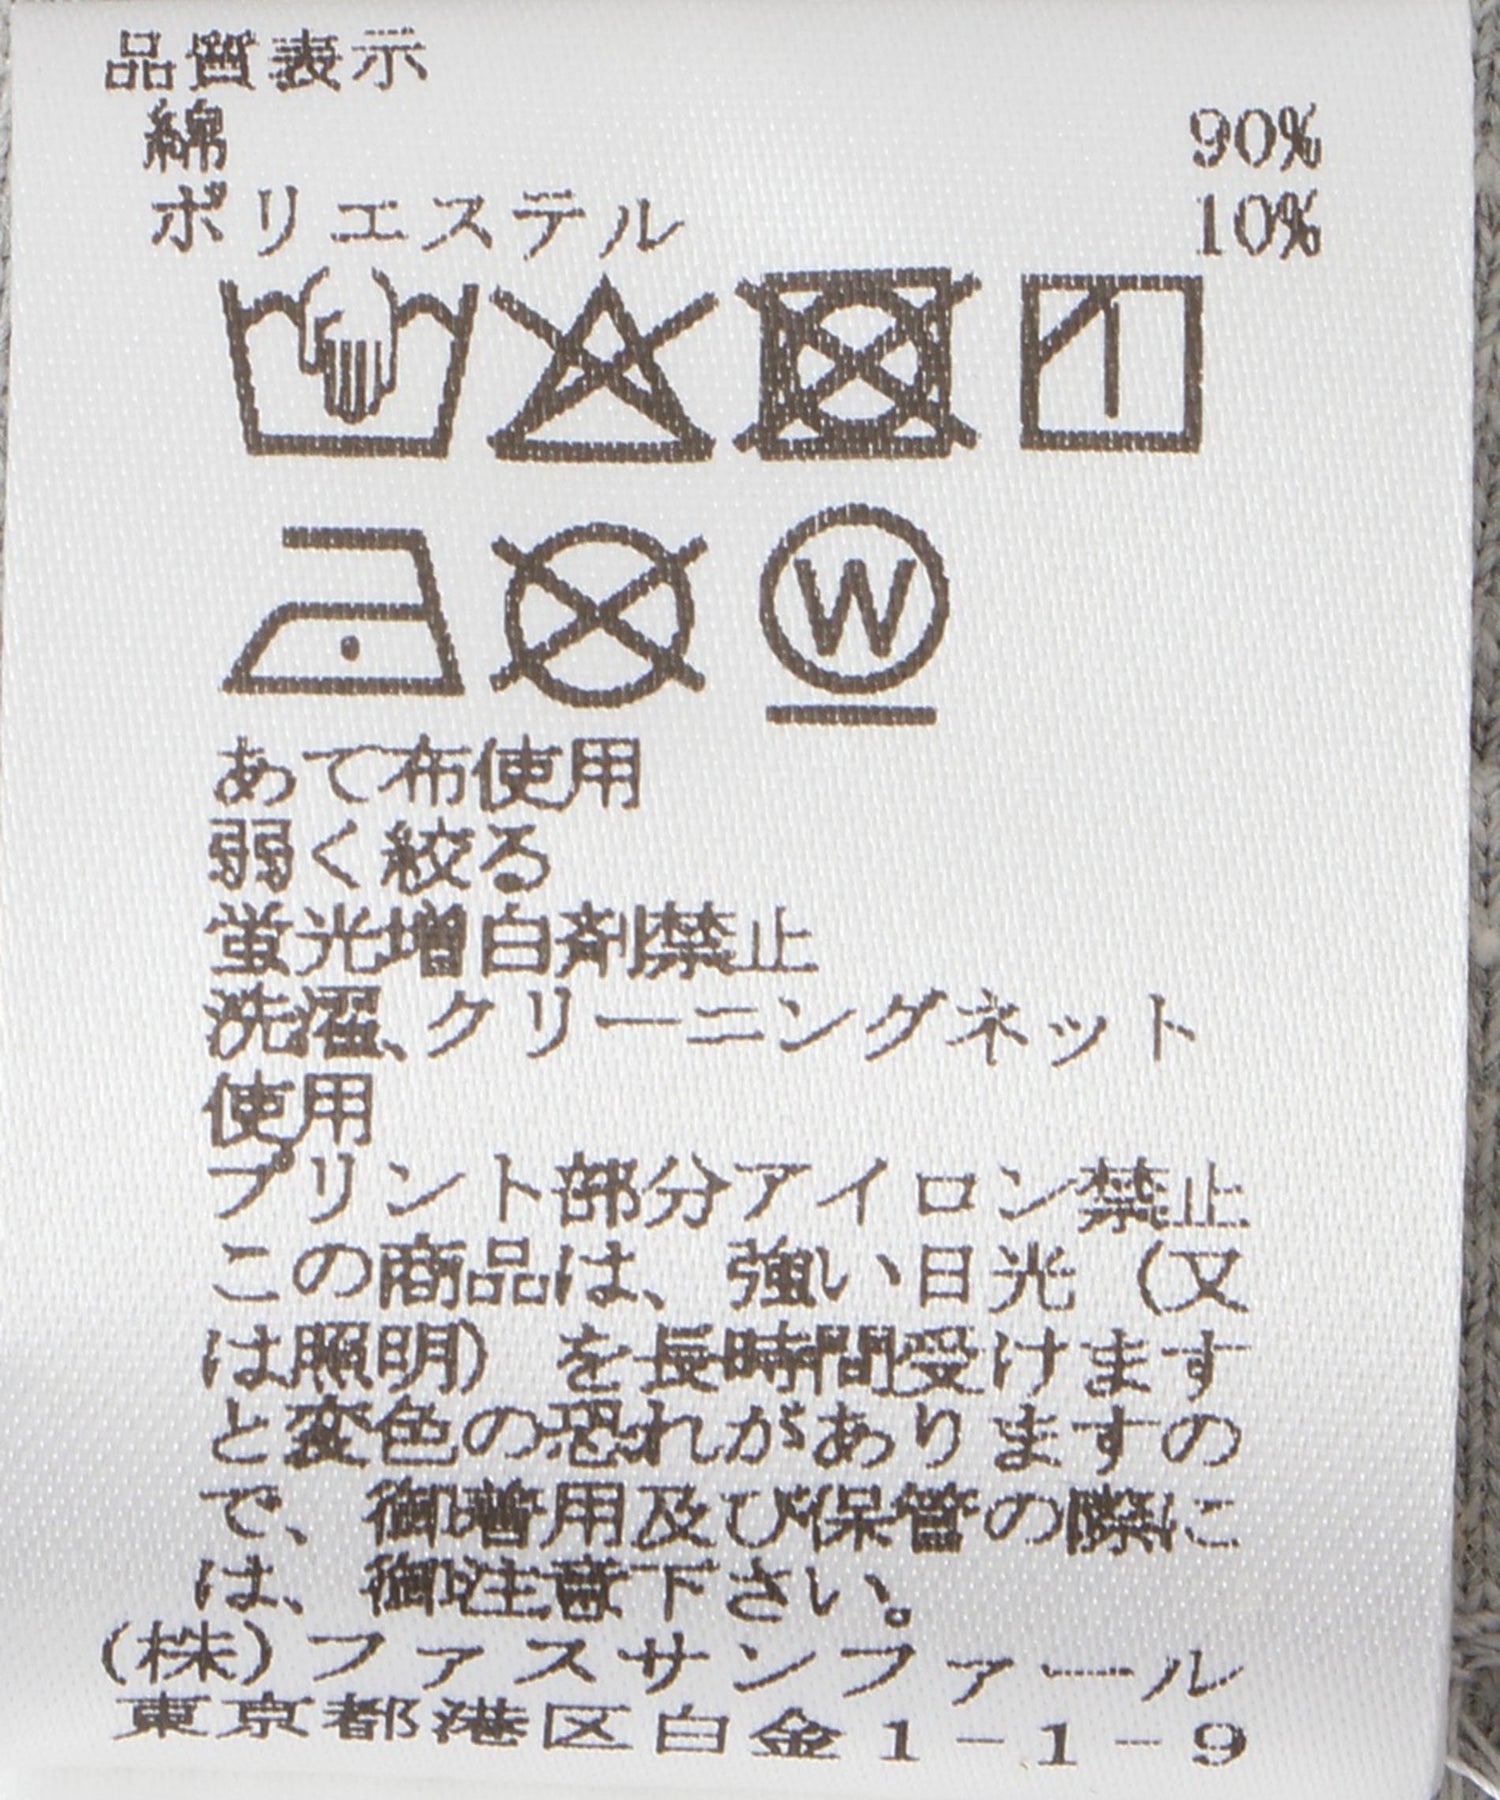 品質表示
綿 90%
ポリエステル 10%
W
あて布使用
弱く絞る
蛍光増白剤禁止
洗濯、クリーニングネット
使用
プリント部分アイロン禁止
この商品は、強い日光（又
は照明）を長時間受けます
と変色の恐れがありますの
で、御着用及び保管の際に
は、御注意下さい。
(株)ファスサンファール
東京都港区白金1-1-9